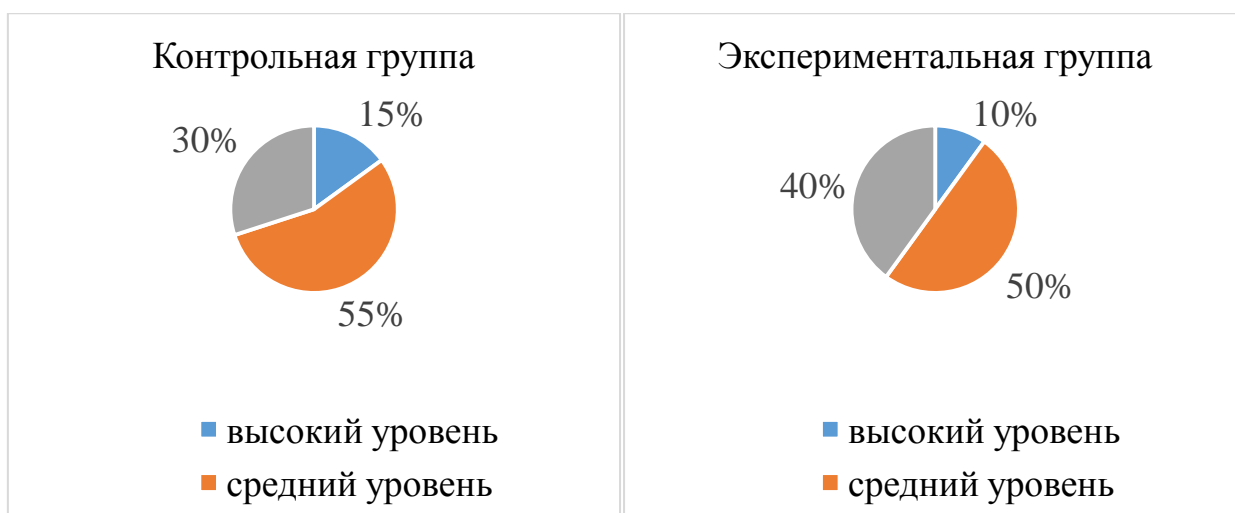 Контрольная группа
15%
30%
55%
высокий уровень
средний уровень
Экспериментальная группа
10%
40%
50%
высокий уровень
средний уровень